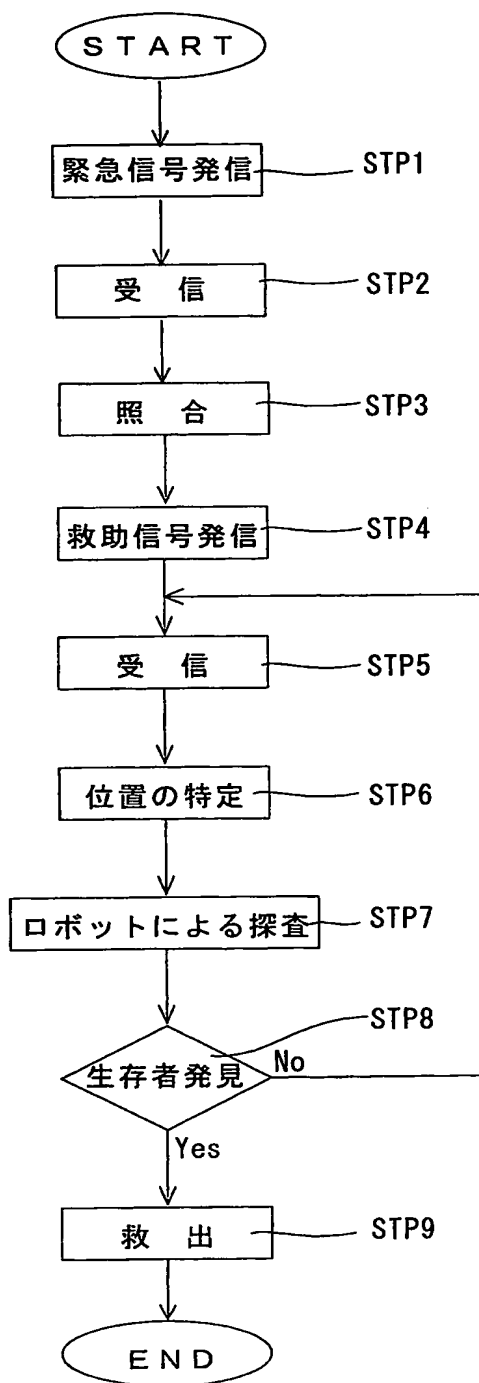 START
緊急信号発信 STP1
受信 STP2
照合 STP3
救助信号発信 STP4
受信 STP5
位置の特定 STP6
ロボットによる探査 STP7
STP8
生存者発見 No
Yes
救出 STP9
END